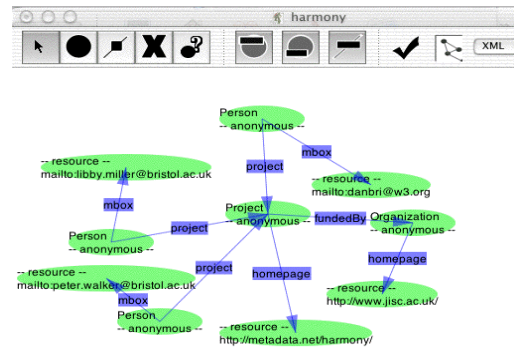 harmony
XML
Person
-- anonymous --
project
mbox
-- resource --
mailto:libby.miller@bristol.ac.uk
-- resource --
mailto:danbri@w3.org
mbox
Project
-- anonymous --
fundedBy
Organization
-- anonymous --
project
Person
-- anonymous --
project
homepage
homepage
-- resource --
mailto:peter.walker@bristol.ac.uk
mbox
-- resource --
http://www.jisc.ac.uk/
Person
-- anonymous --
-- resource --
http://metadata.net/harmony/